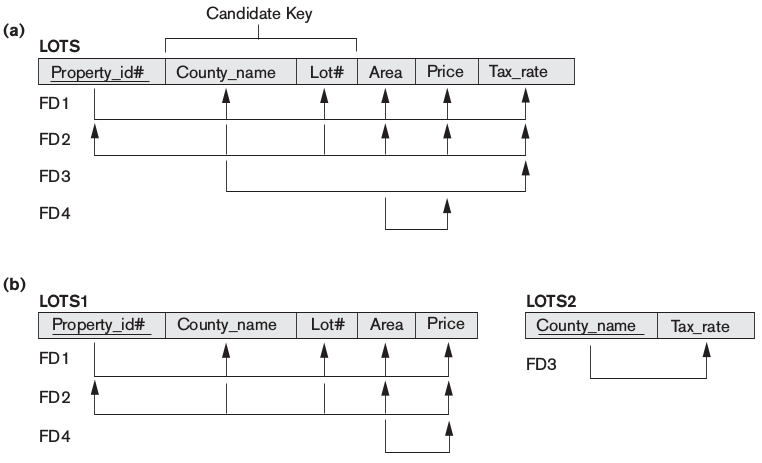 Candidate Key
(a)
LOTS
Property_id# County_name Lot# Area Price Tax_rate
FD1
FD2
FD3
FD4
(b)
LOTS1
Property_id# County_name Lot# Area Price
FD1
FD2
FD4
LOTS2
County_name Tax_rate
FD3